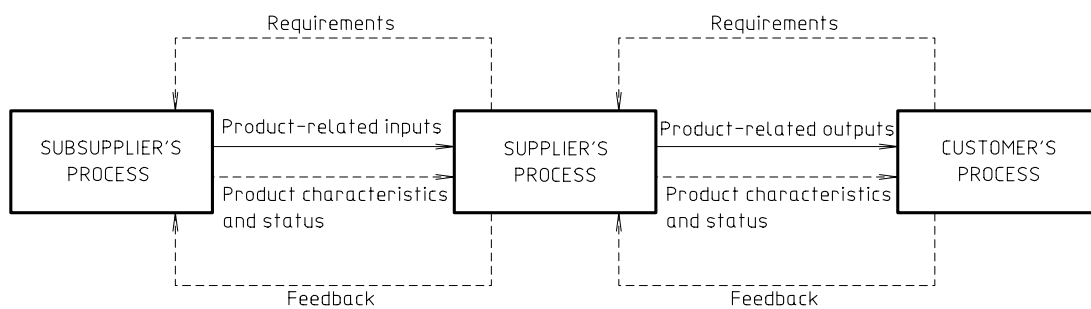 Requirements
Requirements
SUBSUPPLIER'S
PROCESS
Product-related inputs
Product characteristics
and status
SUPPLIER'S
PROCESS
Product-related outputs
Product characteristics
and status
CUSTOMER'S
PROCESS
Feedback
Feedback